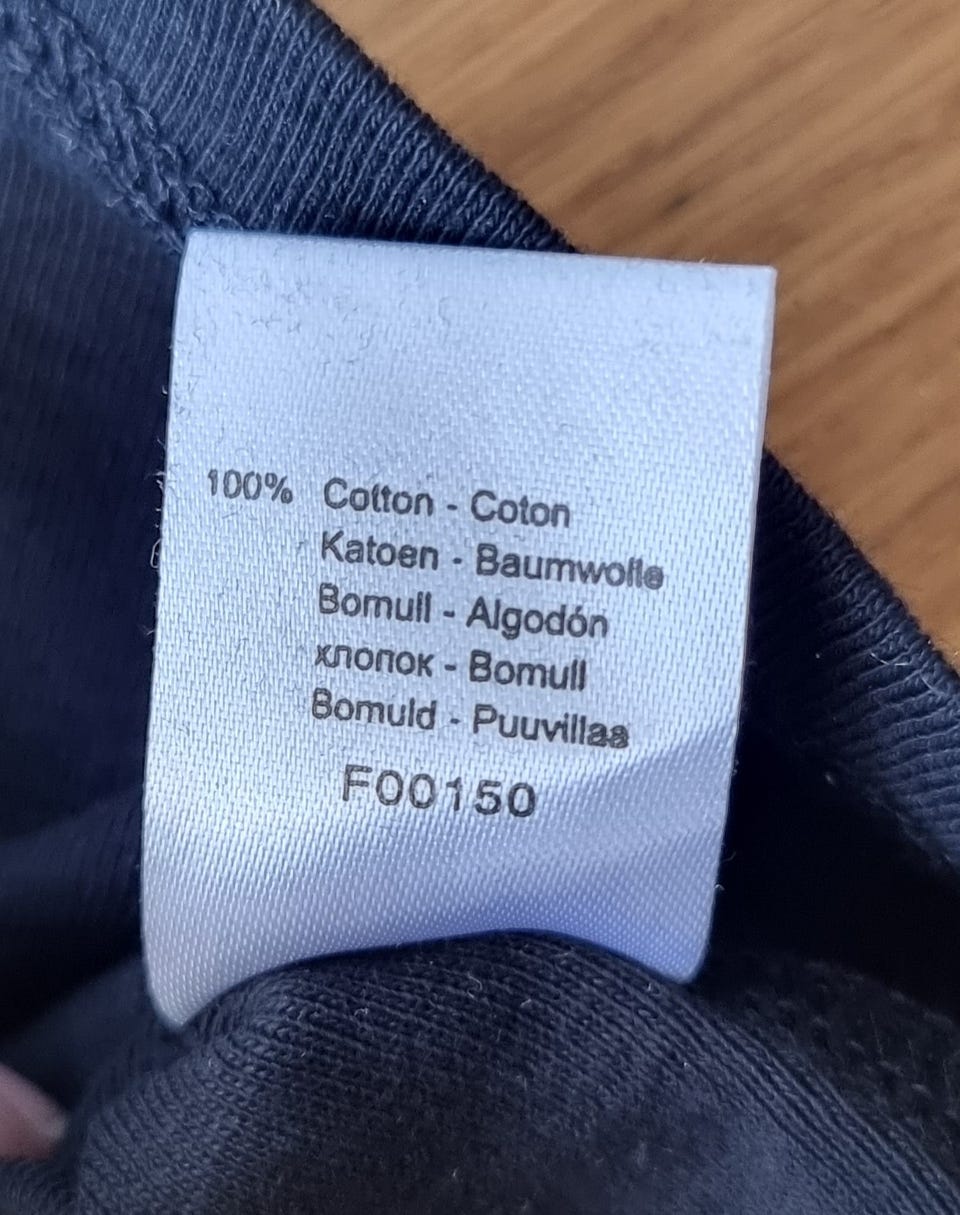 100% Cotton - Coton
Katoen - Baumwolle
Bomull - Algodón
хлопок - Bomull
Bomuld - Puuvillaa
F00150